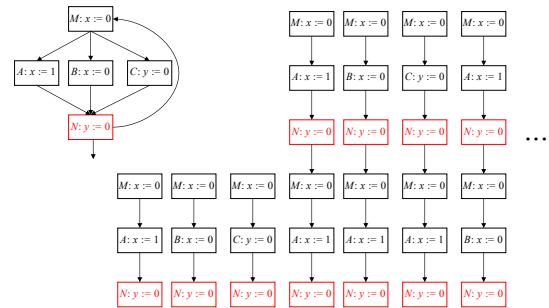 M: x := 0 M: x := 0 M: x := 0 M: x := 0 M: x := 0
A: x := 1 B: x := 0 C: y := 0 A: x := 1 B: x := 0 C: y := 0 A: x := 1
N: y := 0 N: y := 0 N: y := 0 N: y := 0 N: y := 0 ...
M: x := 0 M: x := 0 M: x := 0 M: x := 0 M: x := 0 M: x := 0 M: x := 0
A: x := 1 B: x := 0 C: y := 0 A: x := 1 A: x := 1 A: x := 1 B: x := 0
N: y := 0 N: y := 0 N: y := 0 N: y := 0 N: y := 0 N: y := 0 N: y := 0